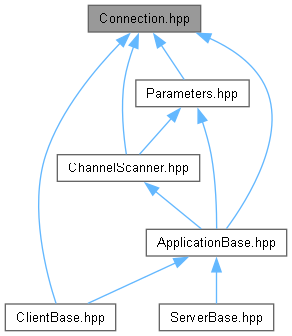 Connection.hpp
Parameters.hpp
ChannelScanner.hpp
ApplicationBase.hpp
ClientBase.hpp
ServerBase.hpp